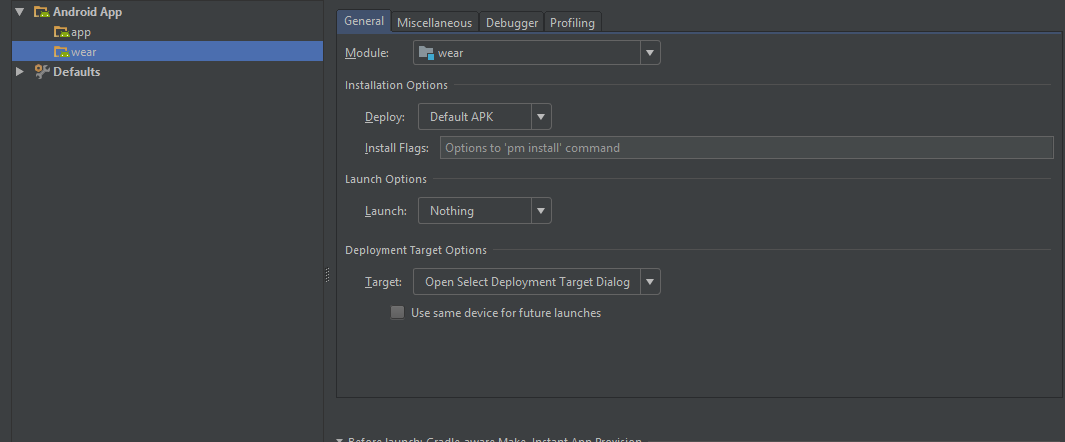 Android App
app
wear
Defaults
General Miscellaneous Debugger Profiling
Module: wear
Installation Options
Deploy: Default APK
Install Flags: Options to 'pm install' command
Launch Options
Launch: Nothing
Deployment Target Options
Target: Open Select Deployment Target Dialog
Use same device for future launches
Before launch: Gradle-aware Make, Instant App Provision